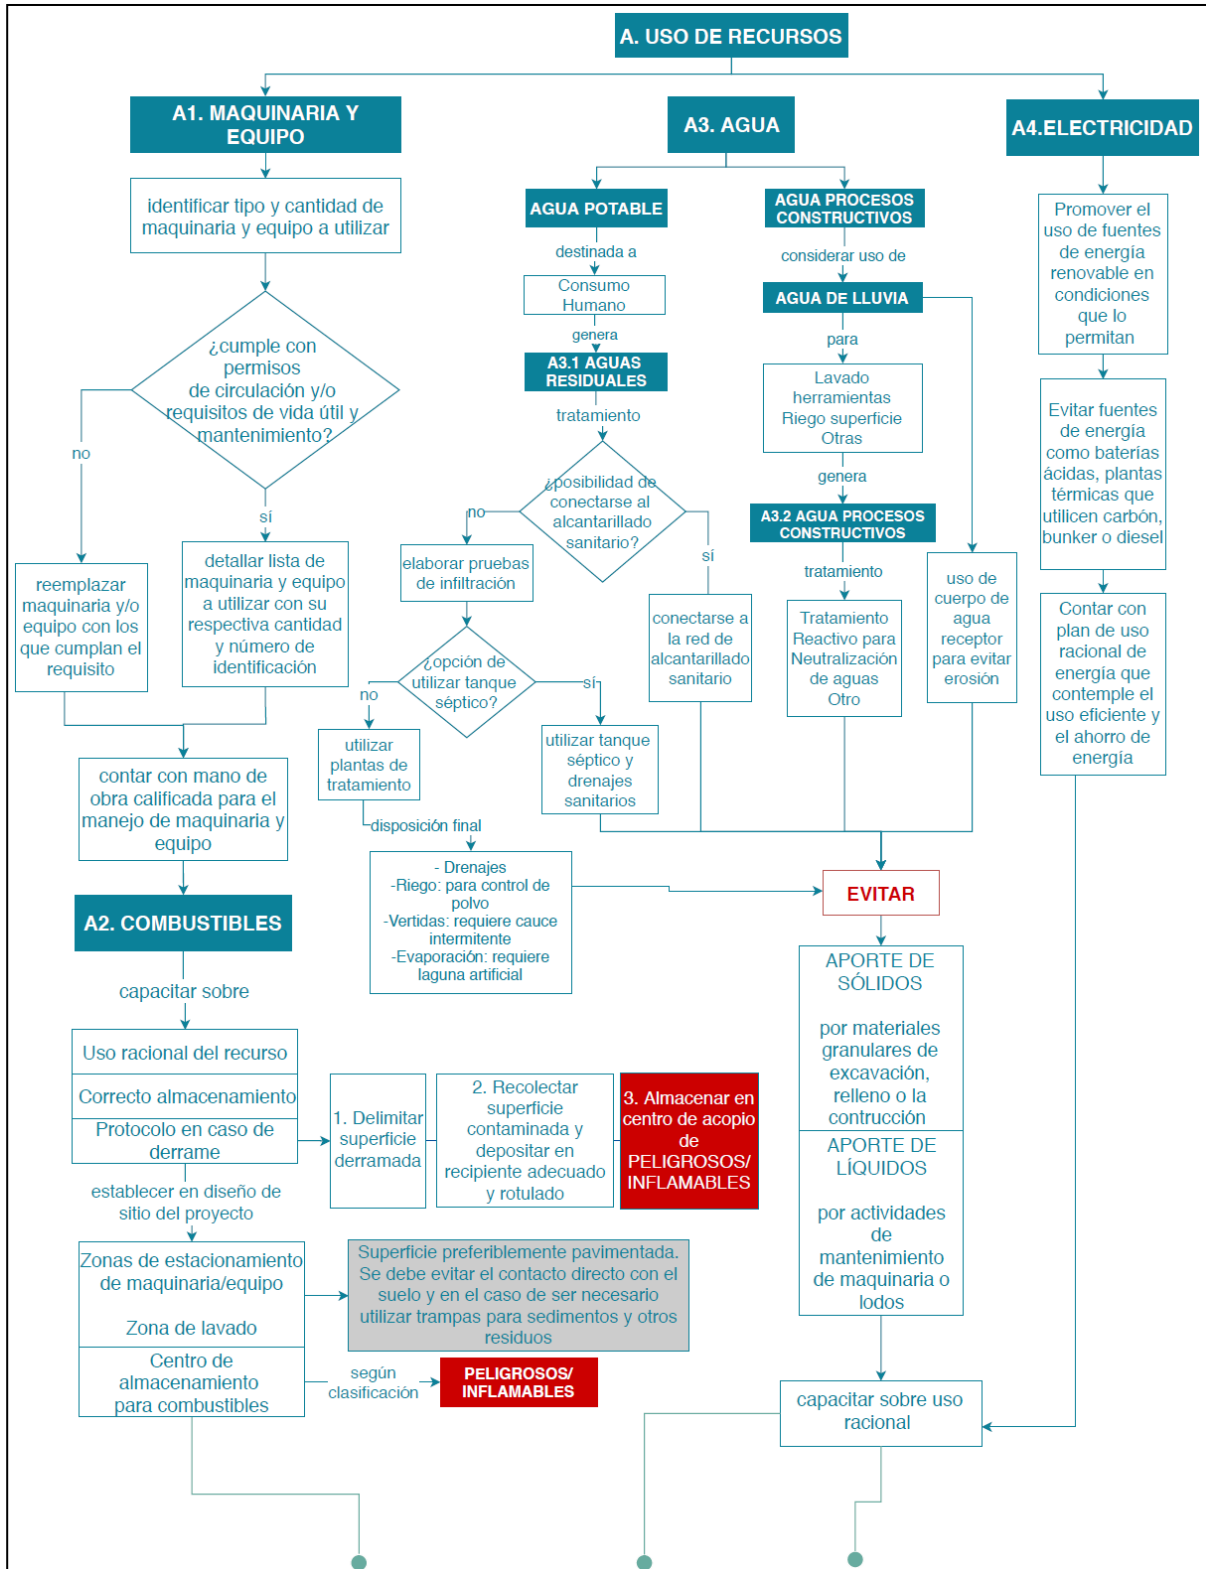 A. USO DE RECURSOS
A1. MAQUINARIA Y
EQUIPO
identificar tipo y cantidad de
maquinaria y equipo a utilizar
¿cumple con
permisos
de circulación y/o
requisitos de vida útil y
mantenimiento?
no
sí
reemplazar
maquinaria y/o
equipo con los
que cumplan el
requisito
detallar lista de
maquinaria y equipo
a utilizar con su
respectiva cantidad
y número de
identificación
contar con mano de
obra calificada para el
manejo de maquinaria y
equipo
A2. COMBUSTIBLES
capacitar sobre
Uso racional del recurso
Correcto almacenamiento
Protocolo en caso de
derrame
1. Delimitar
superficie
derramada
2. Recolectar
superficie
contaminada y
depositar en
recipiente adecuado
y rotulado
3. Almacenar en
centro de acopio
de
PELIGROSOS/
INFLAMABLES
establecer en diseño de
sitio del proyecto
Zonas de estacionamiento
de maquinaria/equipo
Zona de lavado
Centro de
almacenamiento
para combustibles
Superficie preferiblemente pavimentada.
Se debe evitar el contacto directo con el
suelo y en el caso de ser necesario
utilizar trampas para sedimentos y otros
residuos
según
clasificación
PELIGROSOS/
INFLAMABLES
A3. AGUA
AGUA POTABLE
destinada a
Consumo
Humano
genera
A3.1 AGUAS
RESIDUALES
tratamiento
¿posibilidad de
conectarse al
alcantarillado
sanitario?
no
sí
elaborar pruebas
de infiltración
¿opción de
utilizar tanque
séptico?
no
sí
utilizar
plantas de
tratamiento
utilizar tanque
séptico y
drenajes
sanitarios
conectarse a
la red de
alcantarillado
sanitario
disposición final
- Drenajes
-Riego: para control de
polvo
-Vertidas: requiere cauce
intermitente
-Evaporación: requiere
laguna artificial
AGUA PROCESOS
CONSTRUCTIVOS
considerar uso de
AGUA DE LLUVIA
para
Lavado
herramientas
Riego superficie
Otras
genera
A3.2 AGUA PROCESOS
CONSTRUCTIVOS
tratamiento
Tratamiento
Reactivo para
Neutralización
de aguas
Otro
uso de
cuerpo de
agua
receptor
para evitar
erosión
EVITAR
APORTE DE
SÓLIDOS
por materiales
granulares de
excavación,
relleno o la
contrucción
APORTE DE
LÍQUIDOS
por actividades
de
mantenimiento
de maquinaria o
lodos
capacitar sobre uso
racional
A4.ELECTRICIDAD
Promover el
uso de fuentes
de energía
renovable en
condiciones
que lo
permitan
Evitar fuentes
de energía
como baterías
ácidas, plantas
térmicas que
utilicen carbón,
bunker o diesel
Contar con
plan de uso
racional de
energía que
contemple el
uso eficiente y
el ahorro de
energía